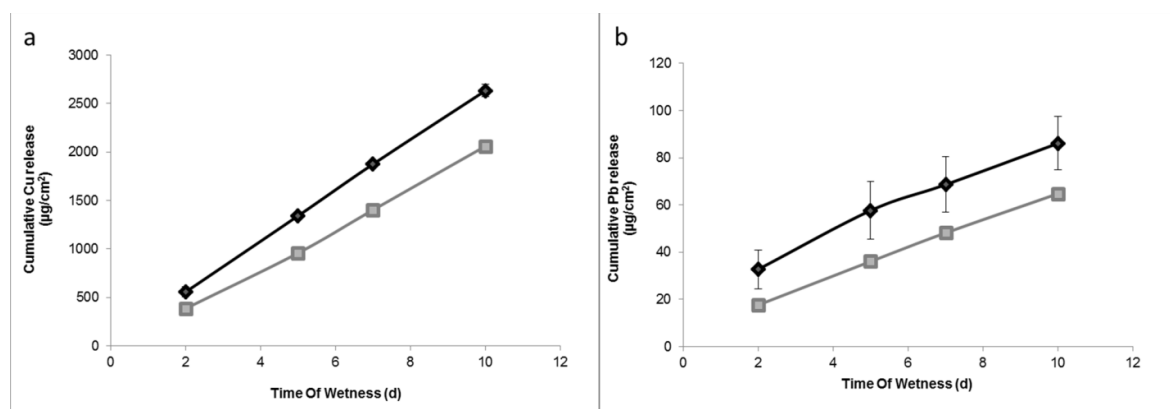 a
3000
2500
2000
1500
1000
500
0
0 2 4 6 8 10 12
Cumulative Cu release
(µg/cm²)
Time Of Wetness (d)
b
120
100
80
60
40
20
0
0 2 4 6 8 10 12
Cumulative Pb release
(µg/cm²)
Time Of Wetness (d)